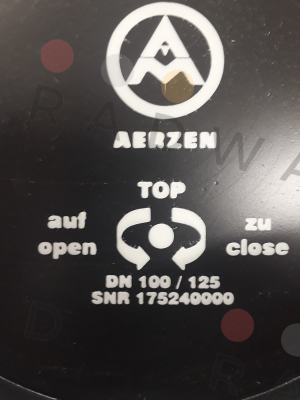 AERZEN
TOP
auf zu
open close
DN 100 / 125
SNR 175240000